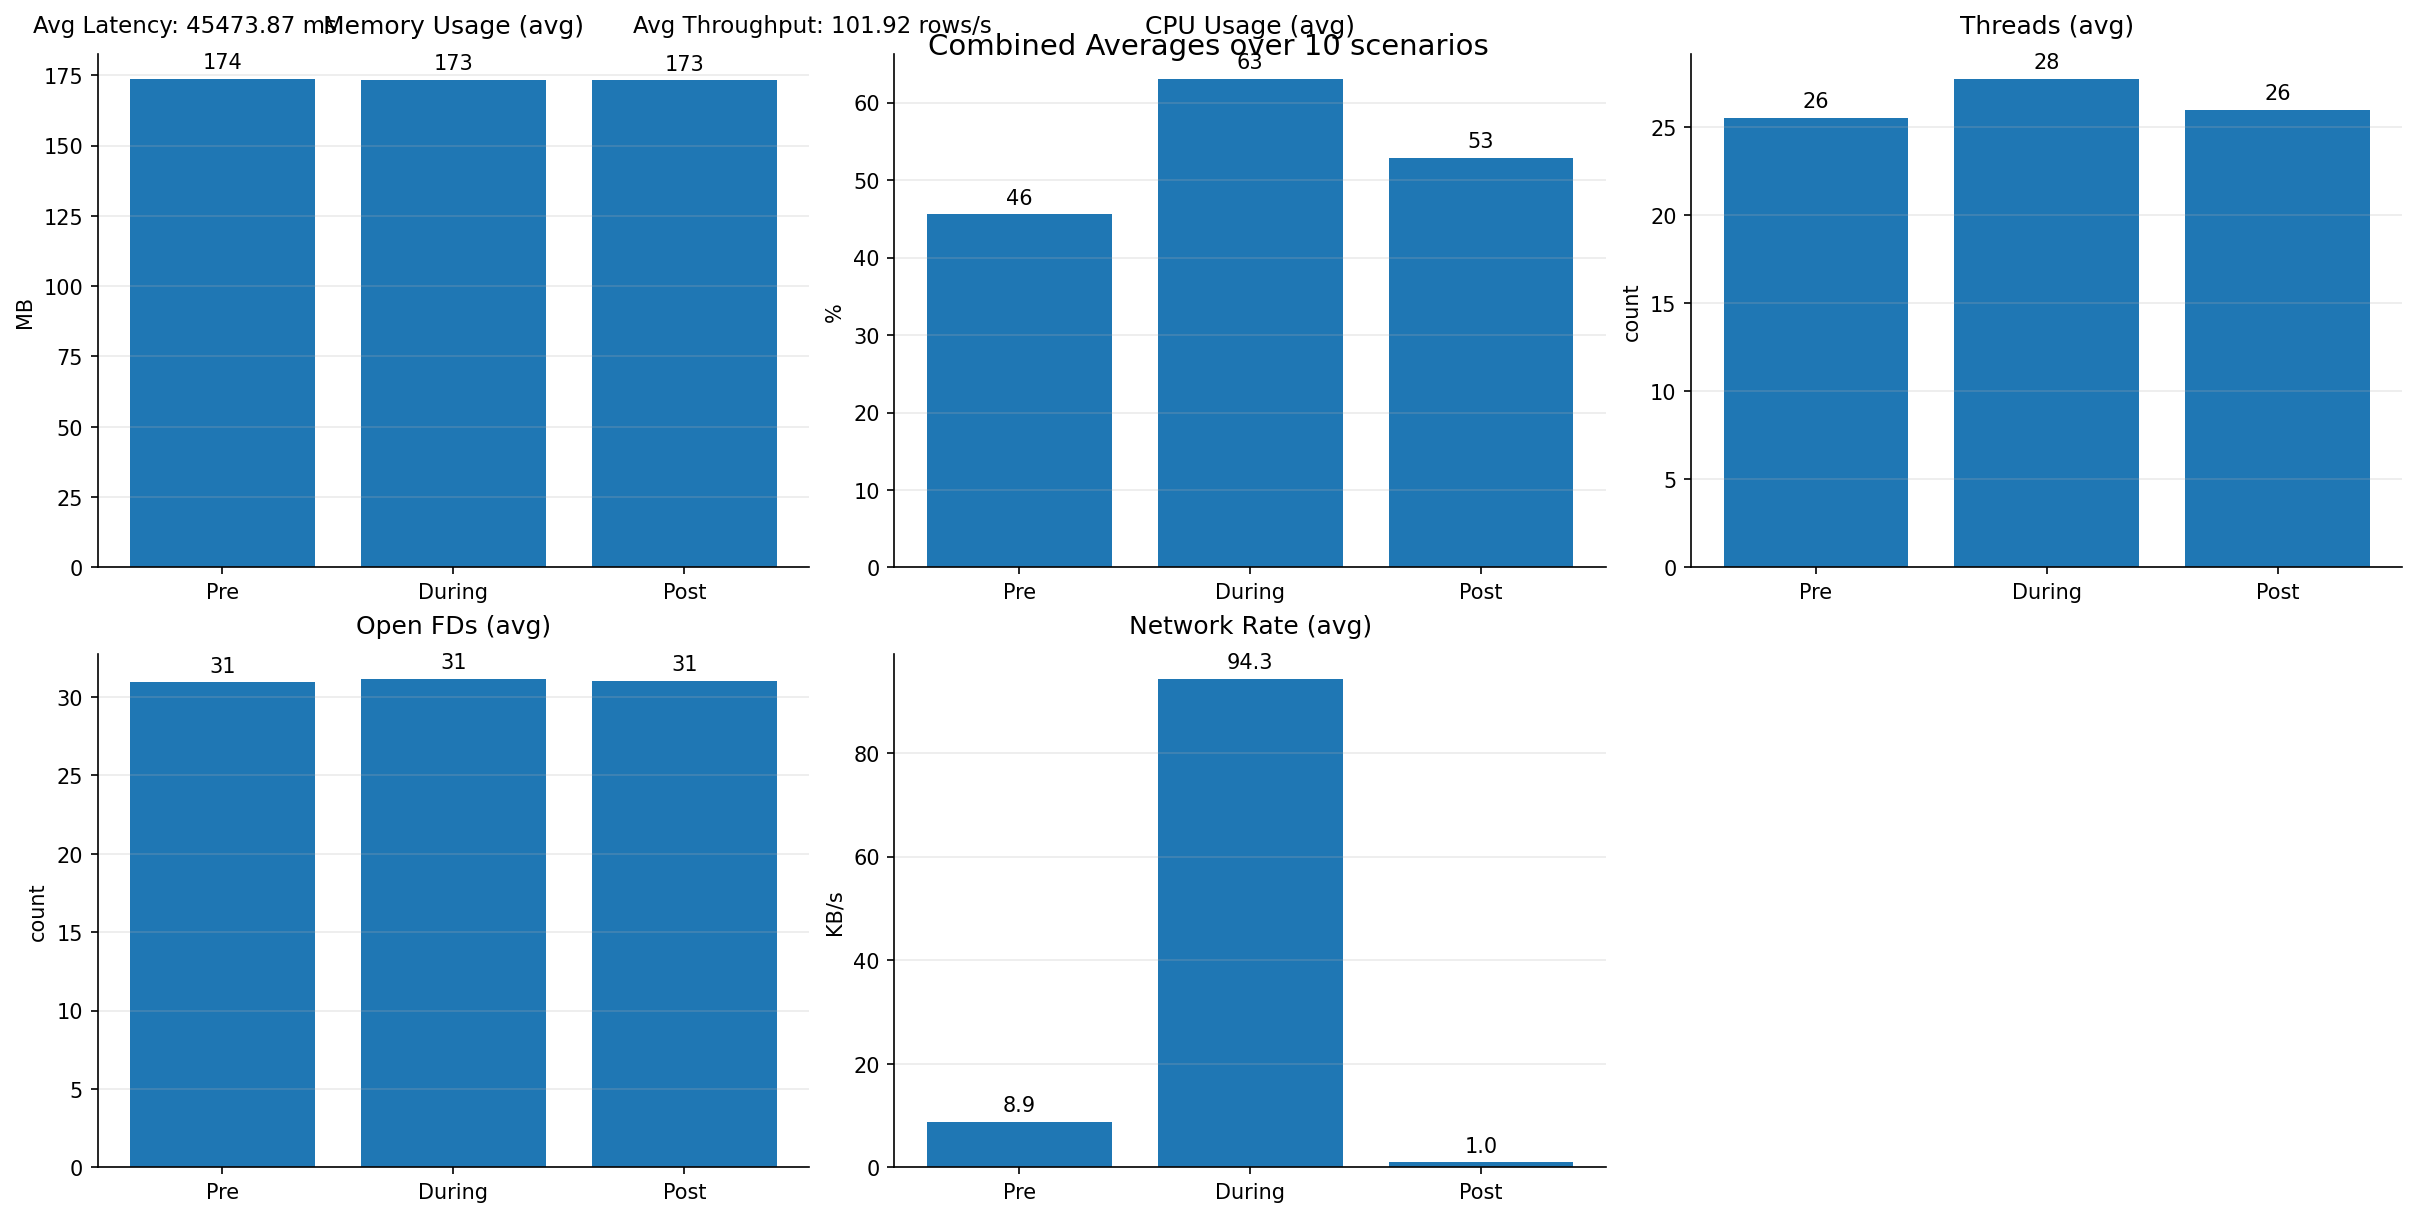 Avg Latency: 45473.87 ms
Memory Usage (avg)
Avg Throughput: 101.92 rows/s
CPU Usage (avg)
Threads (avg)
Combined Averages over 10 scenarios
174
173
173
175
150
125
100
75
50
25
0
MB
Pre
During
Post
46
63
53
60
50
40
30
20
10
0
%
Pre
During
Post
26
28
26
25
20
15
10
5
0
count
Pre
During
Post
Open FDs (avg)
31
31
31
30
25
20
15
10
5
0
count
Pre
During
Post
Network Rate (avg)
8.9
94.3
1.0
80
60
40
20
0
KB/s
Pre
During
Post